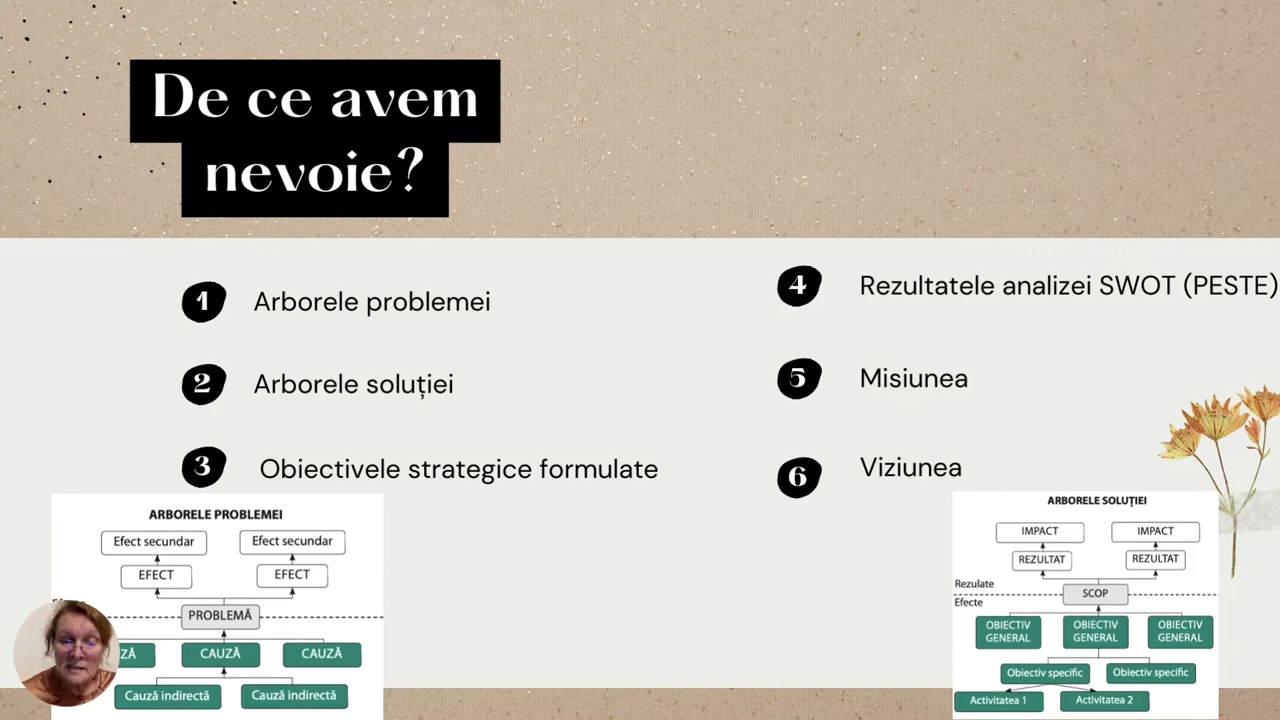 De ce avem
nevoie?
1 Arborele problemei
2 Arborele soluției
3 Obiectivele strategice formulate
4 Rezultatele analizei SWOT (PESTE)
5 Misiunea
6 Viziunea
ARBORELE PROBLEMEI
Efect secundar Efect secundar
EFECT EFECT
PROBLEMĂ
ZĂ CAUZĂ CAUZĂ
Cauză indirectă Cauză indirectă
ARBORELE SOLUȚIEI
IMPACT IMPACT
REZULTAT REZULTAT
Rezulate
SCOP
Efecte
OBIECTIV GENERAL
OBIECTIV GENERAL
OBIECTIV GENERAL
Obiectiv specific Obiectiv specific
Activitatea 1 Activitatea 2